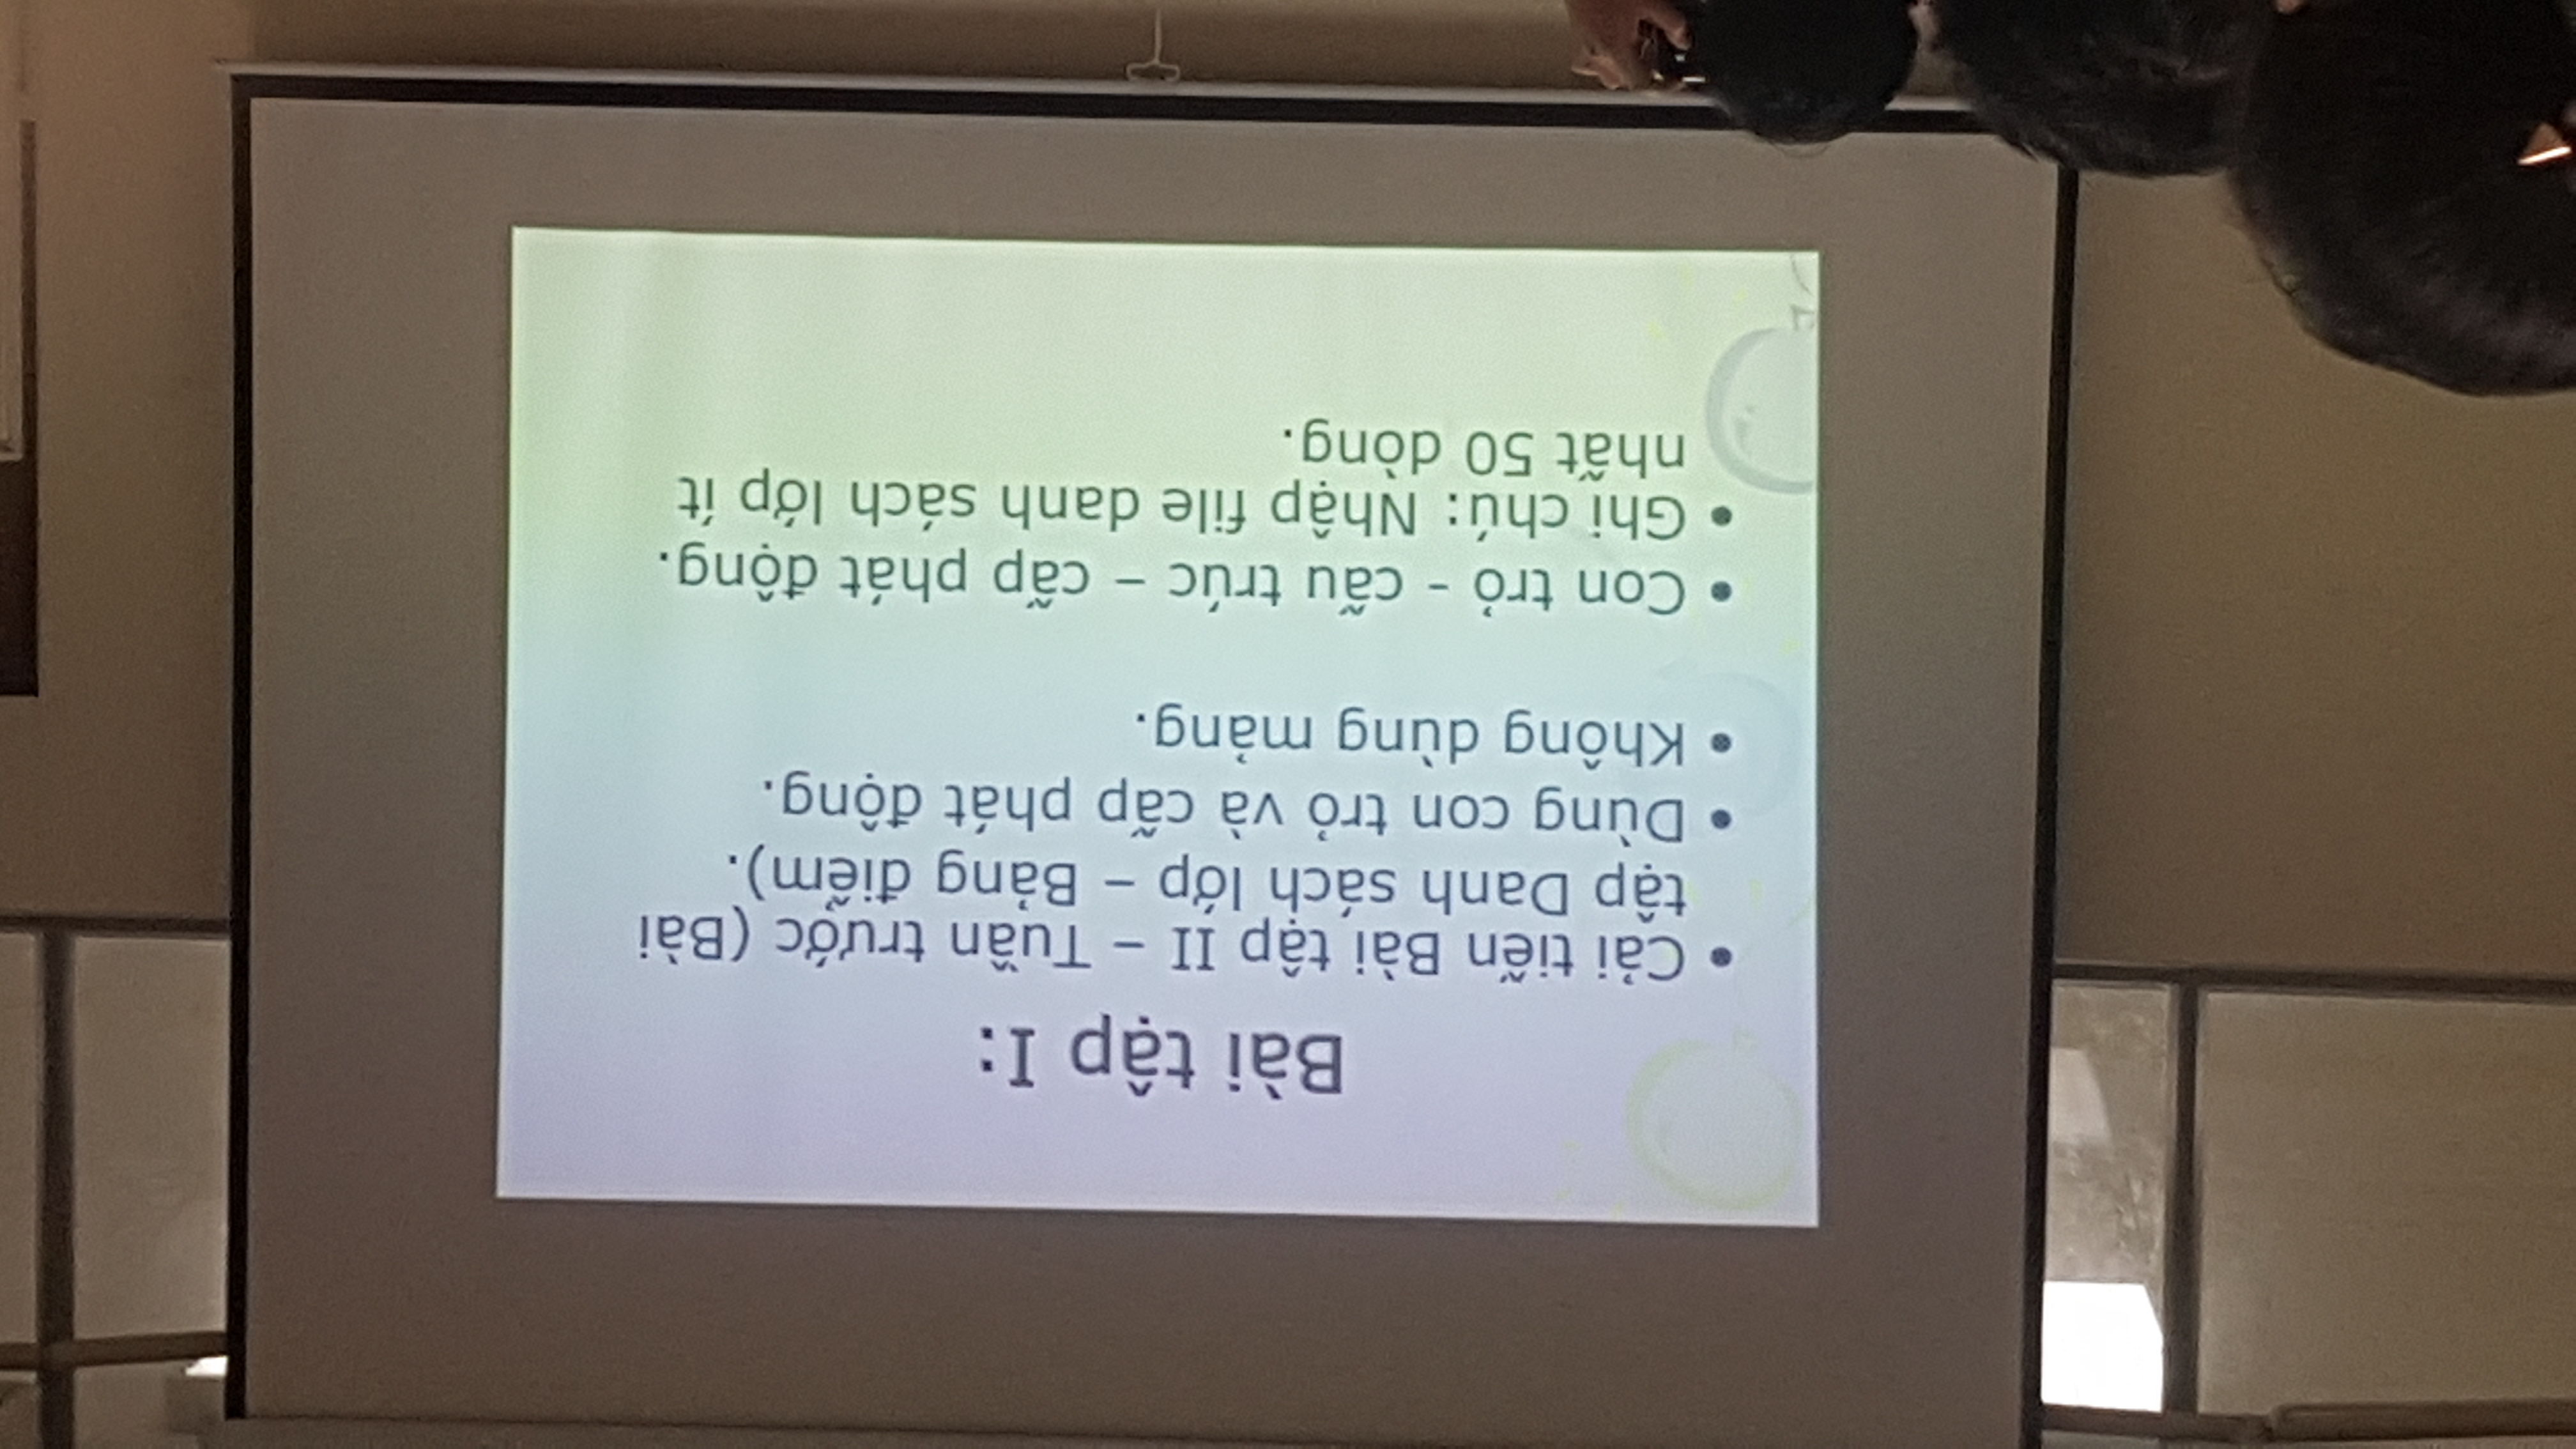 Bài tập I:
• Cải tiến Bài tập II – Tuần trước (Bài
tập Danh sách lớp – Bảng điểm).
• Dùng con trỏ và cấp phát động.
• Không dùng mảng.
• Con trỏ - cấu trúc – cấp phát động.
• Ghi chú: Nhập file danh sách lớp ít
nhất 50 dòng.